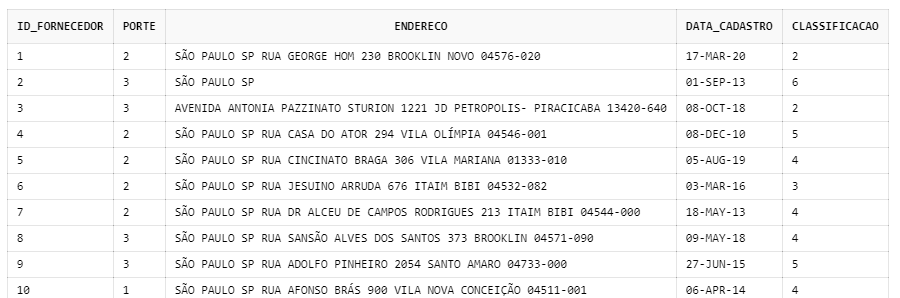 ID_FORNECEDOR PORTE ENDERECO DATA_CADASTRO CLASSIFICACAO
1 2 SÃO PAULO SP RUA GEORGE HOM 230 BROOKLIN NOVO 04576-020 17-MAR-20 2
2 3 SÃO PAULO SP 01-SEP-13 6
3 3 AVENIDA ANTONIA PAZZINATO STURION 1221 JD PETROPOLIS- PIRACICABA 13420-640 08-OCT-18 2
4 2 SÃO PAULO SP RUA CASA DO ATOR 294 VILA OLÍMPIA 04546-001 08-DEC-10 5
5 2 SÃO PAULO SP RUA CINCINATO BRAGA 306 VILA MARIANA 01333-010 05-AUG-19 4
6 2 SÃO PAULO SP RUA JESUINO ARRUDA 676 ITAIM BIBI 04532-082 03-MAR-16 3
7 2 SÃO PAULO SP RUA DR ALCEU DE CAMPOS RODRIGUES 213 ITAIM BIBI 04544-000 18-MAY-13 4
8 3 SÃO PAULO SP RUA SANSÃO ALVES DOS SANTOS 373 BROOKLIN 04571-090 09-MAY-18 4
9 3 SÃO PAULO SP RUA ADOLFO PINHEIRO 2054 SANTO AMARO 04733-000 27-JUN-15 5
10 1 SÃO PAULO SP RUA AFONSO BRÁS 900 VILA NOVA CONCEIÇÃO 04511-001 06-APR-14 4